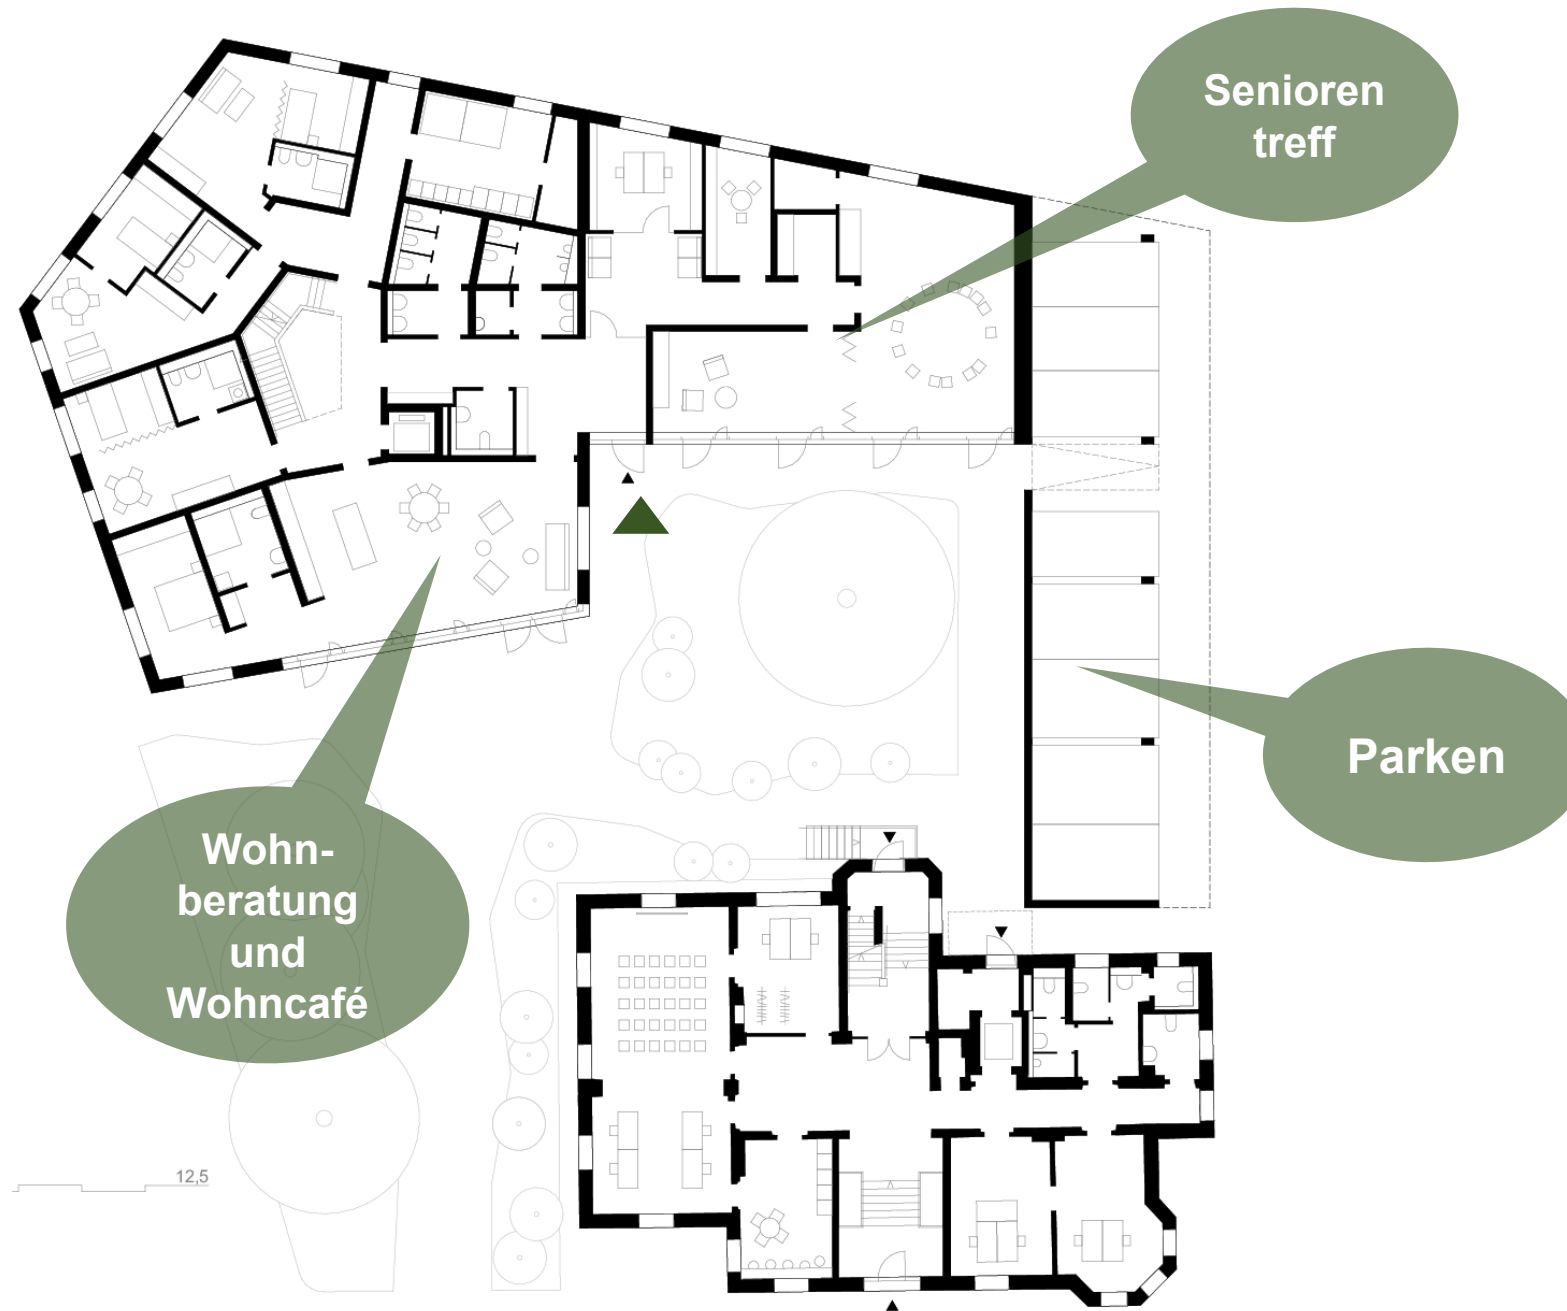 Senioren
treff
Parken
Wohn-
beratung
und
Wohncafé
12,5